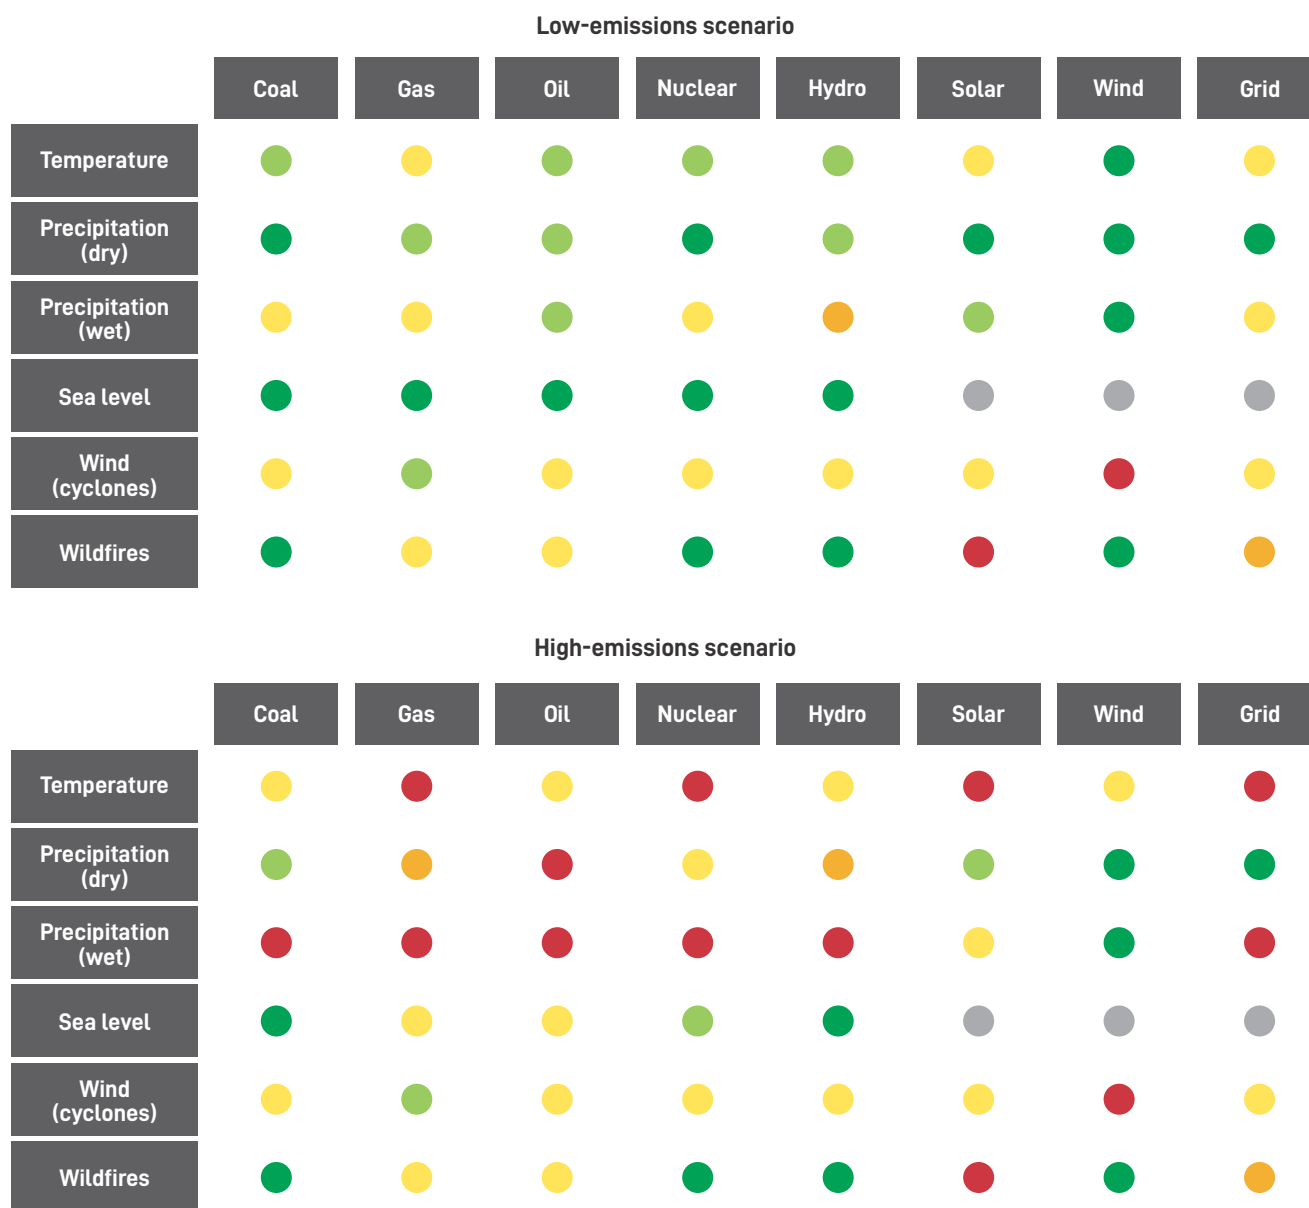 Low-emissions scenario
Coal Gas Oil Nuclear Hydro Solar Wind Grid
Temperature
Precipitation
(dry)
Precipitation
(wet)
Sea level
Wind
(cyclones)
Wildfires
High-emissions scenario
Coal Gas Oil Nuclear Hydro Solar Wind Grid
Temperature
Precipitation
(dry)
Precipitation
(wet)
Sea level
Wind
(cyclones)
Wildfires